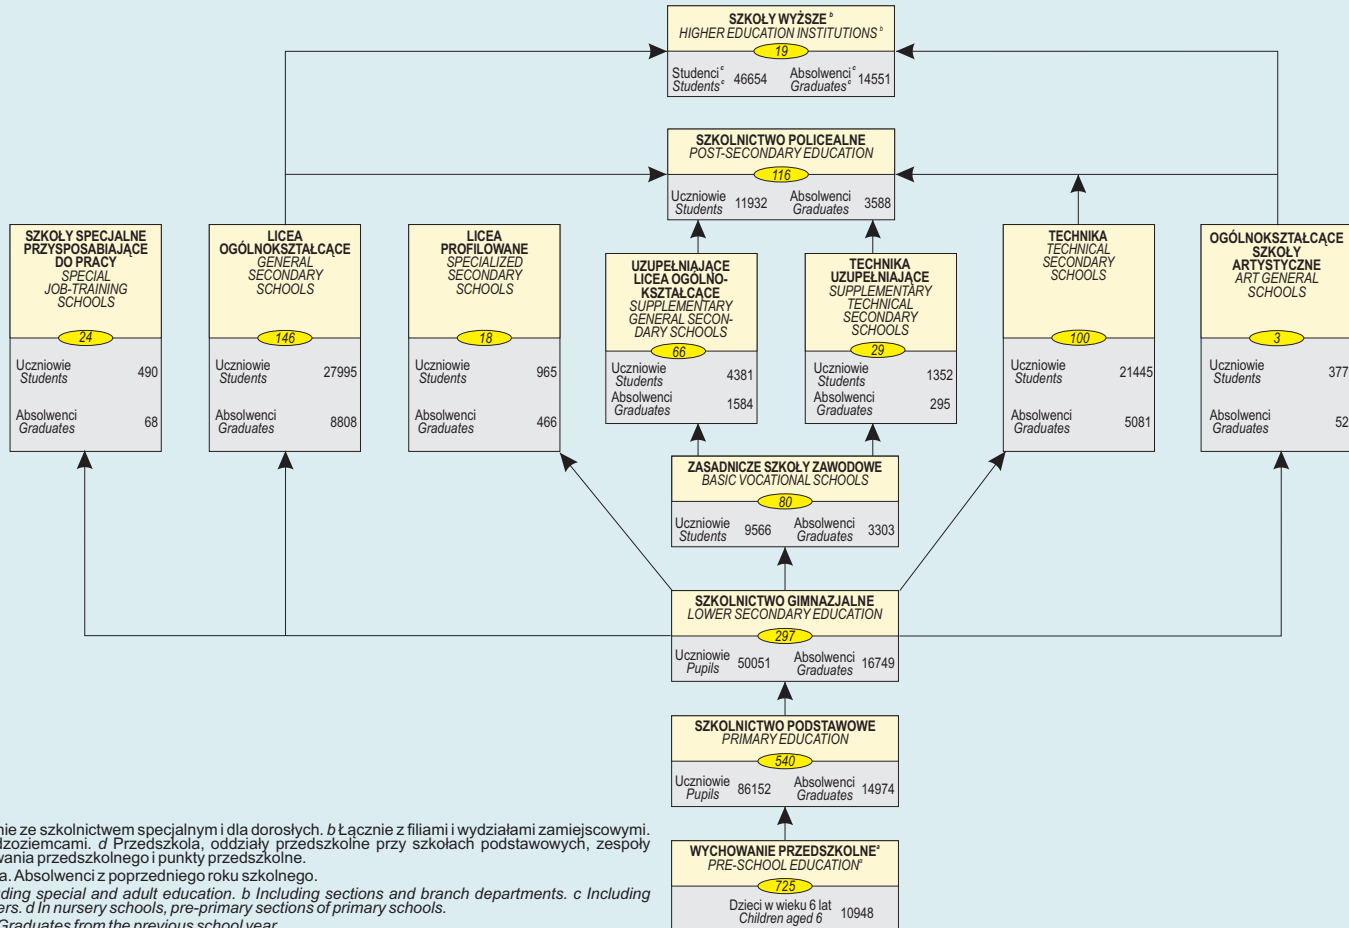 SZKOŁY WYŻSZE b
HIGHER EDUCATION INSTITUTIONS b
19
Studenci c 46654 Absolwenci c 14551
Students c Graduates c
SZKOLNICTWO POLICEALNE
POST-SECONDARY EDUCATION
116
Uczniowie 11932 Absolwenci 3588
Students Graduates
SZKOŁY SPECJALNE
PRZYSPOSABIAJĄCE
DO PRACY
SPECIAL
JOB-TRAINING
SCHOOLS
24
Uczniowie 490
Students
Absolwenci 68
Graduates
LICEA
OGÓLNOKSZTAŁCĄCE
GENERAL
SECONDARY
SCHOOLS
146
Uczniowie 27995
Students
Absolwenci 8808
Graduates
LICEA
PROFILOWANE
SPECIALIZED
SECONDARY
SCHOOLS
18
Uczniowie 965
Students
Absolwenci 466
Graduates
UZUPEŁNIAJĄCE
LICEA OGÓLNO-
KSZTAŁCĄCE
SUPPLEMENTARY
GENERAL SECON-
DARY SCHOOLS
66
Uczniowie 4381
Students
Absolwenci 1584
Graduates
TECHNIKA
UZUPEŁNIAJĄCE
SUPPLEMENTARY
TECHNICAL
SECONDARY
SCHOOLS
29
Uczniowie 1352
Students
Absolwenci 295
Graduates
TECHNIKA
TECHNICAL
SECONDARY
SCHOOLS
100
Uczniowie 21445
Students
Absolwenci 5081
Graduates
OGÓLNOKSZTAŁCĄCE
SZKOŁY
ARTYSTYCZNE
ART GENERAL
SCHOOLS
3
Uczniowie 377
Students
Absolwenci 52
Graduates
ZASADNICZE SZKOŁY ZAWODOWE
BASIC VOCATIONAL SCHOOLS
80
Uczniowie 9566 Absolwenci 3303
Students Graduates
SZKOLNICTWO GIMNAZJALNE
LOWER SECONDARY EDUCATION
297
Uczniowie 50051 Absolwenci 16749
Pupils Graduates
SZKOLNICTWO PODSTAWOWE
PRIMARY EDUCATION
540
Uczniowie 86152 Absolwenci 14974
Pupils Graduates
WYCHOWANIE PRZEDSZKOLNE
PRE-SCHOOL EDUCATION
725
Dzieci w wieku 6 lat 10948
Children aged 6
nie ze szkolnictwem specjalnym i dla dorosłych. b Łącznie z filiami i wydziałami zamiejscowymi.
dzoziemcami. d Przedszkola, oddziały przedszkolne przy szkołach podstawowych, zespoły
wania przedszkolnego i punkty przedszkolne.
a. Absolwenci z poprzedniego roku szkolnego.
ding special and adult education. b Including sections and branch departments. c Including
ers. d In nursery schools, pre-primary sections of primary schools.
Graduates from the previous school year.